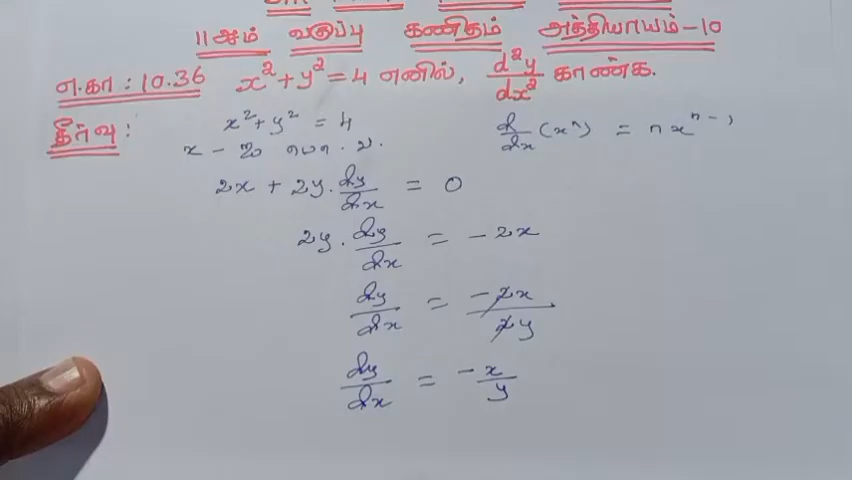 11ஆம் வகுப்பு கணிதம் அத்தியாயம்-10
எ.கா : 10.36 x² + y² = 4 எனில், d²y/dx² காண்க.
தீர்வு :
x² + y² = 4
d/dx (xⁿ) = n xⁿ⁻¹
2x + 2y . dy/dx = 0
2y . dy/dx = -2x
dy/dx = -2x/2y
dy/dx = -x/y